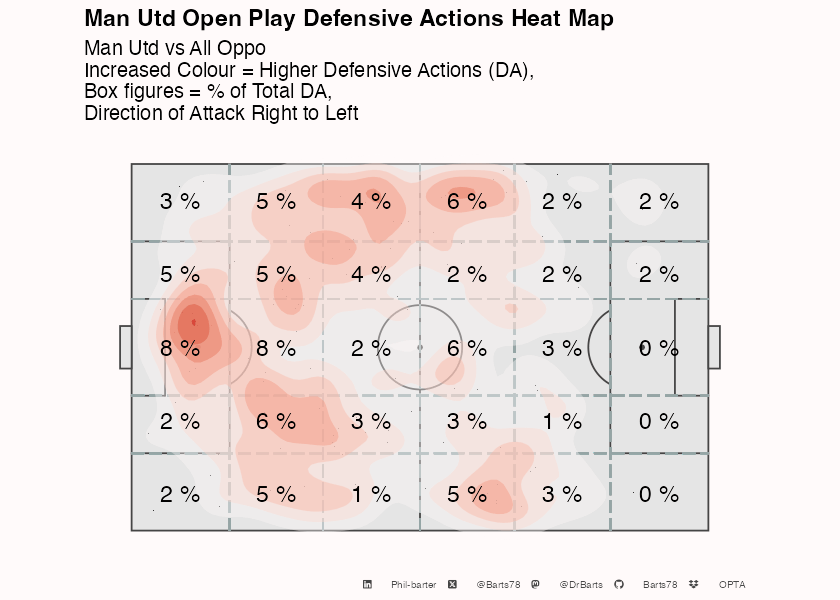 Man Utd Open Play Defensive Actions Heat Map
Man Utd vs All Oppo
Increased Colour = Higher Defensive Actions (DA),
Box figures = % of Total DA,
Direction of Attack Right to Left
3 % 5 % 4 % 6 % 2 % 2 %
5 % 5 % 4 % 2 % 2 % 2 %
8 % 8 % 2 % 6 % 3 % 0 %
2 % 6 % 3 % 3 % 1 % 0 %
2 % 5 % 1 % 5 % 3 % 0 %
Phil-barter @Barts78 @DrBarts Barts78 OPTA